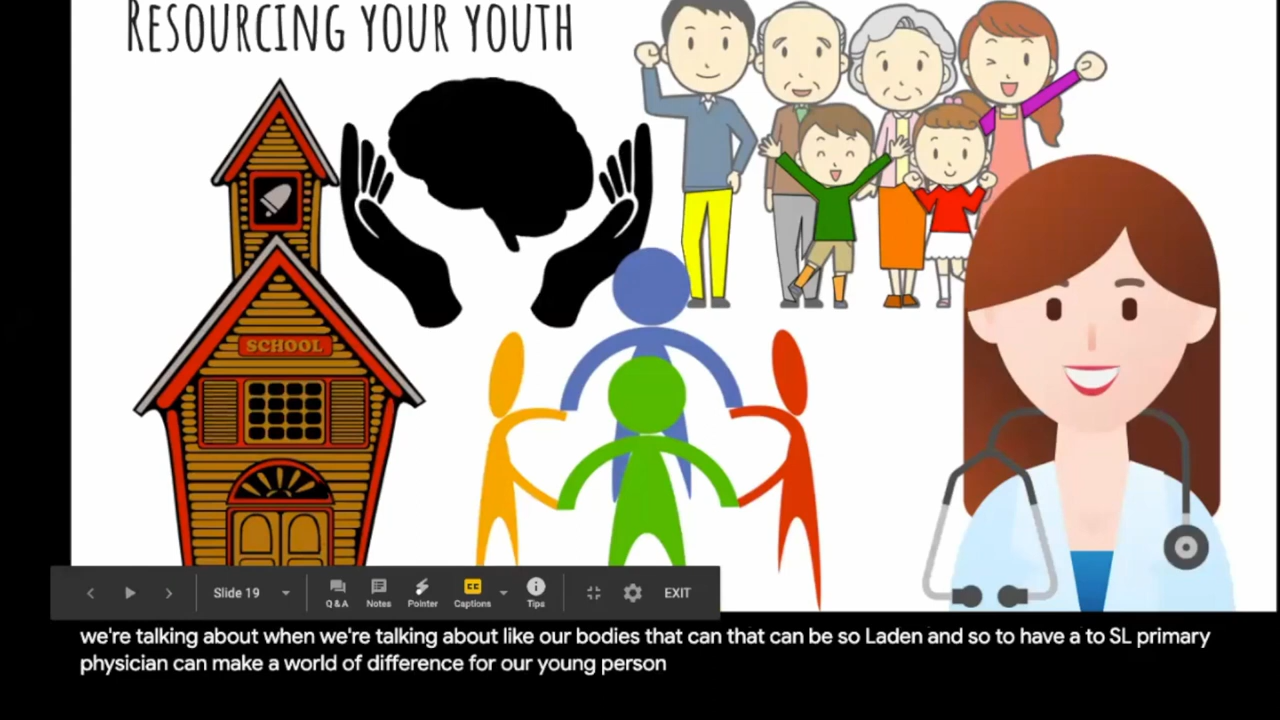 RESOURCING YOUR YOUTH
SCHOOL
Slide 19
Q&A
Notes
Pointer
CC
Captions
Tips
EXIT
we're talking about when we're talking about like our bodies that can that can be so Laden and so to have a to SL primary
physician can make a world of difference for our young person